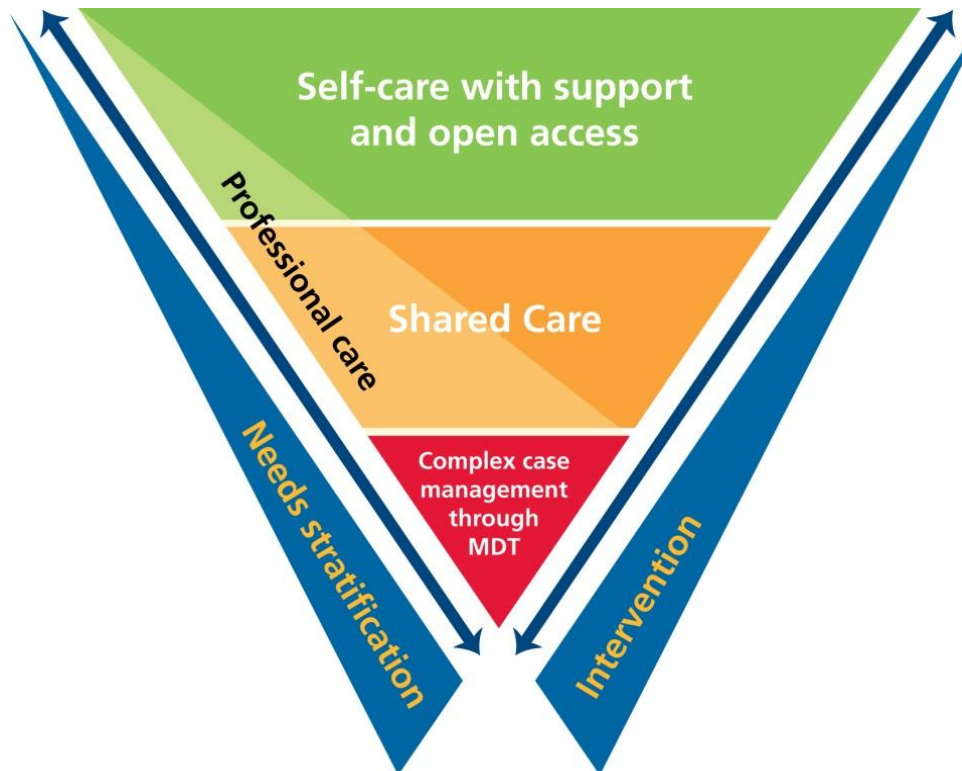 Self-care with support
and open access
Professional care
Shared Care
Complex case
management
through
MDT
Needs stratification
Intervention